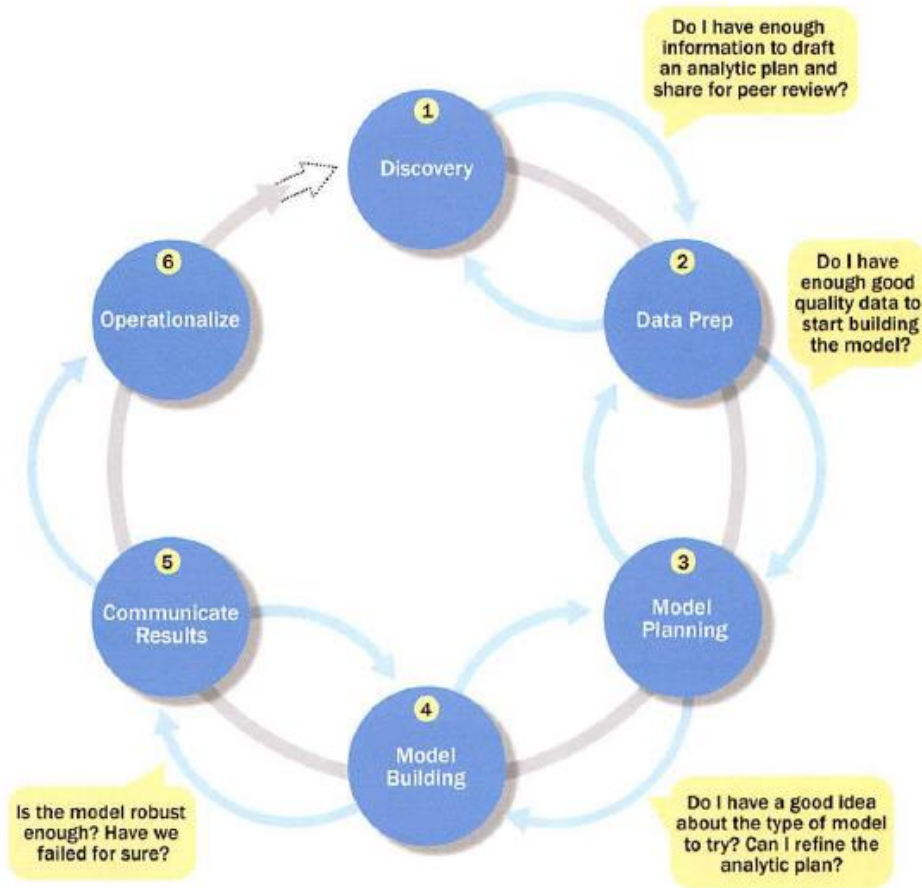 Do I have enough
information to draft
an analytic plan and
share for peer review?
1
Discovery
2
Data Prep
Do I have
enough good
quality data to
start building
the model?
3
Model
Planning
Do I have a good idea
about the type of model
to try? Can I refine the
analytic plan?
4
Model
Building
Is the model robust
enough? Have we
failed for sure?
5
Communicate
Results
6
Operationalize